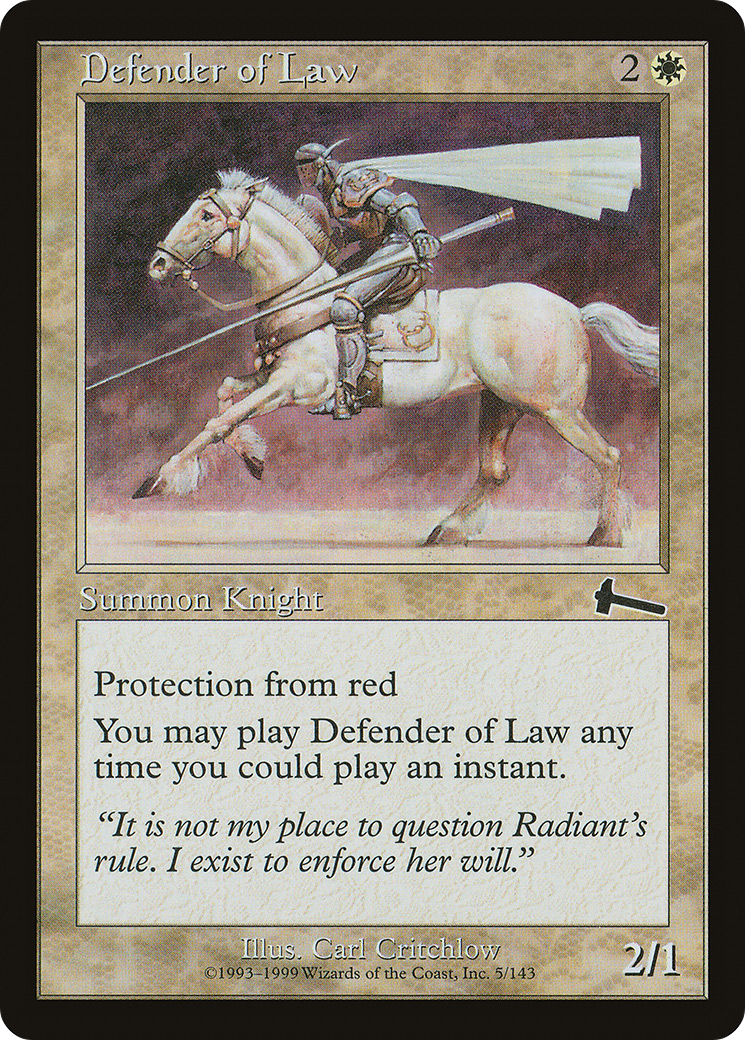 Defender of Law 2
Summon Knight
Protection from red
You may play Defender of Law any
time you could play an instant.
“It is not my place to question Radiant’s
rule. I exist to enforce her will.”
Illus. Carl Critchlow
©1993–1999 Wizards of the Coast, Inc. 5/143
2/1